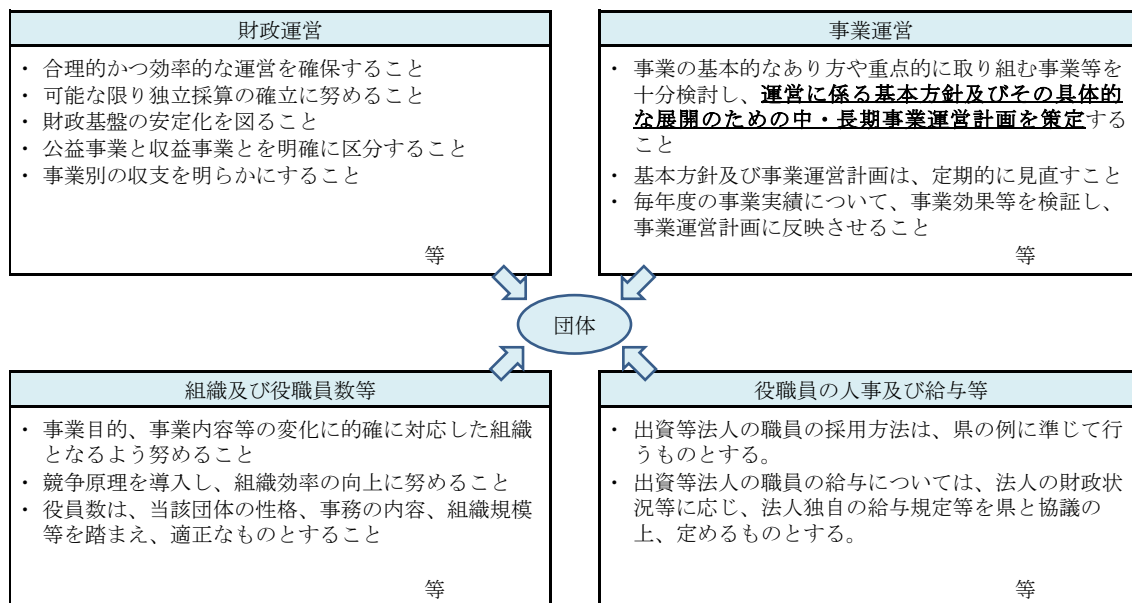 財政運営
・ 合理的かつ効率的な運営を確保すること
・ 可能な限り独立採算の確立に努めること
・ 財政基盤の安定化を図ること
・ 公益事業と収益事業とを明確に区分すること
・ 事業別の収支を明らかにすること
等
事業運営
・ 事業の基本的なあり方や重点的に取り組む事業等を
十分検討し、運営に係る基本方針及びその具体的
な展開のための中・長期事業運営計画を策定する
こと
・ 基本方針及び事業運営計画は、定期的に見直すこと
・ 毎年度の事業実績について、事業効果等を検証し、
事業運営計画に反映させること
等
団体
組織及び役職員数等
・ 事業目的、事業内容等の変化に的確に対応した組織
となるよう努めること
・ 競争原理を導入し、組織効率の向上に努めること
・ 役員数は、当該団体の性格、事務の内容、組織規模
等を踏まえ、適正なものとすること
等
役職員の人事及び給与等
・ 出資等法人の職員の採用方法は、県の例に準じて行
うものとする。
・ 出資等法人の職員の給与については、法人の財政状
況等に応じ、法人独自の給与規定等を県と協議の
上、定めるものとする。
等